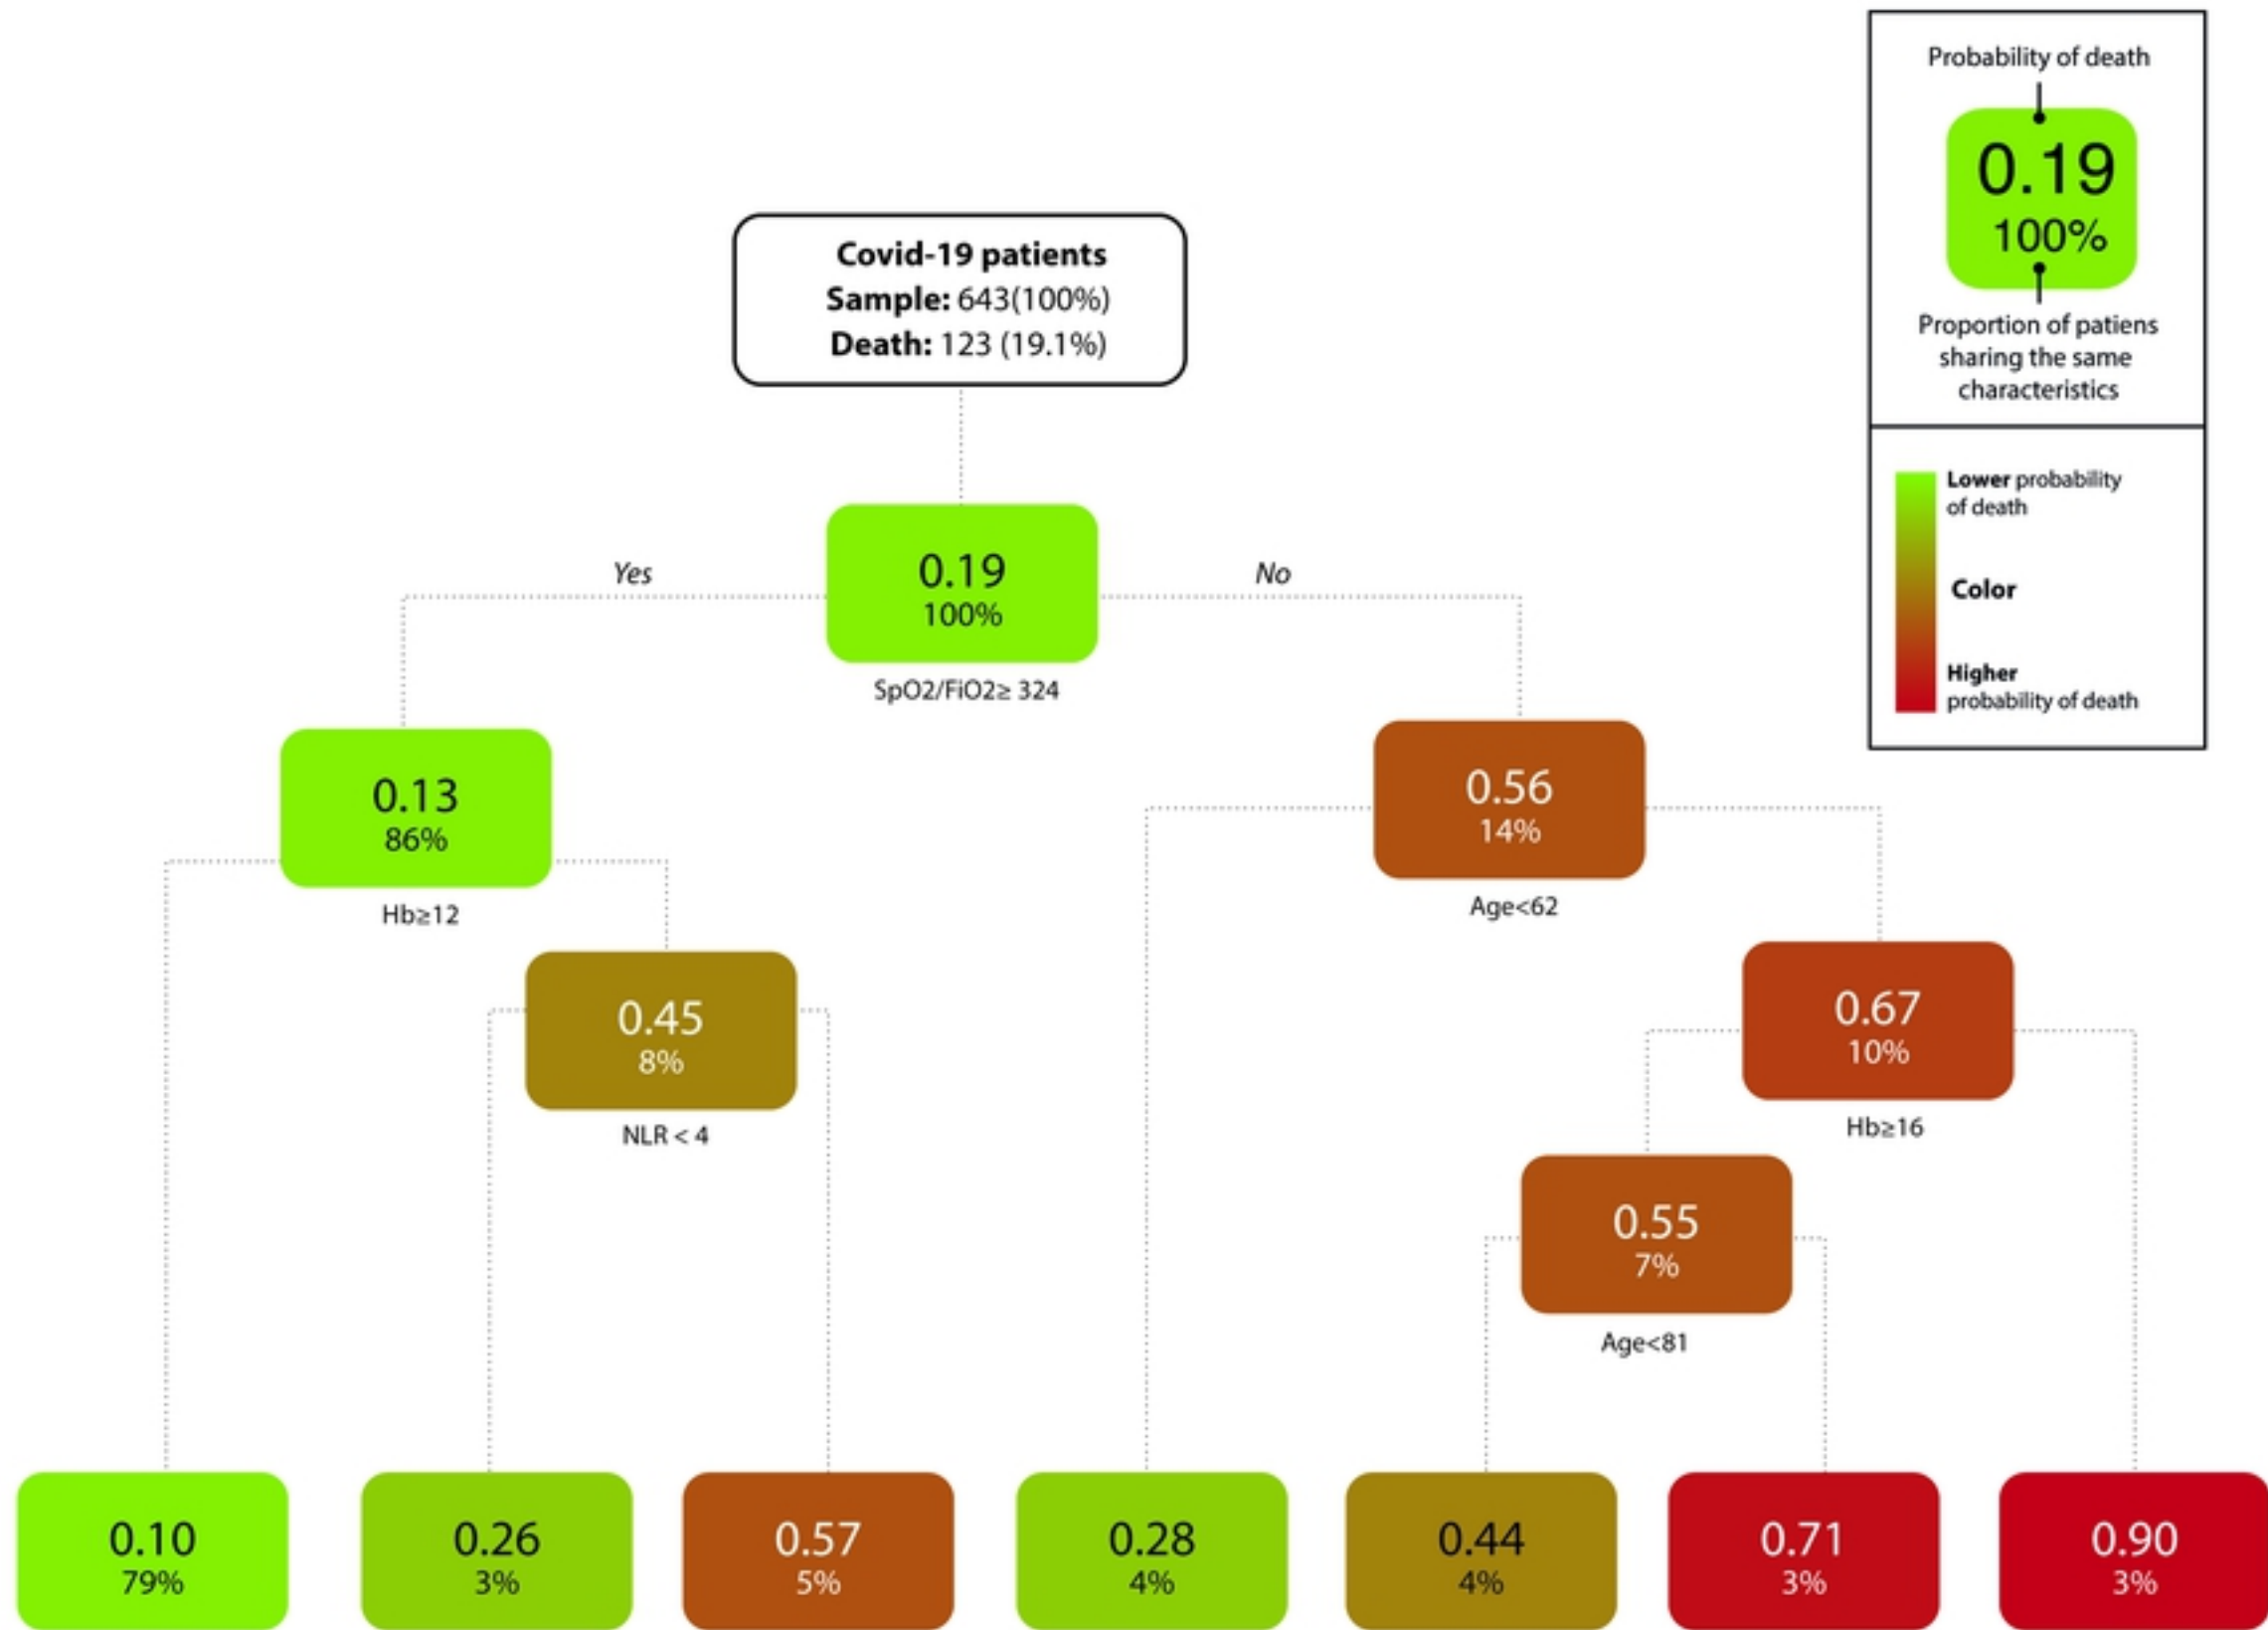 Probability of death
0.19
100%
Proportion of patiens
sharing the same
characteristics
Lower probability
of death
Color
Higher
probability of death
Covid-19 patients
Sample: 643(100%)
Death: 123 (19.1%)
Yes
0.19
100%
No
SpO2/FiO2≥ 324
0.13
86%
Hb≥12
0.56
14%
Age<62
0.45
8%
NLR < 4
0.67
10%
Hb≥16
0.55
7%
Age<81
0.10
79%
0.26
3%
0.57
5%
0.28
4%
0.44
4%
0.71
3%
0.90
3%